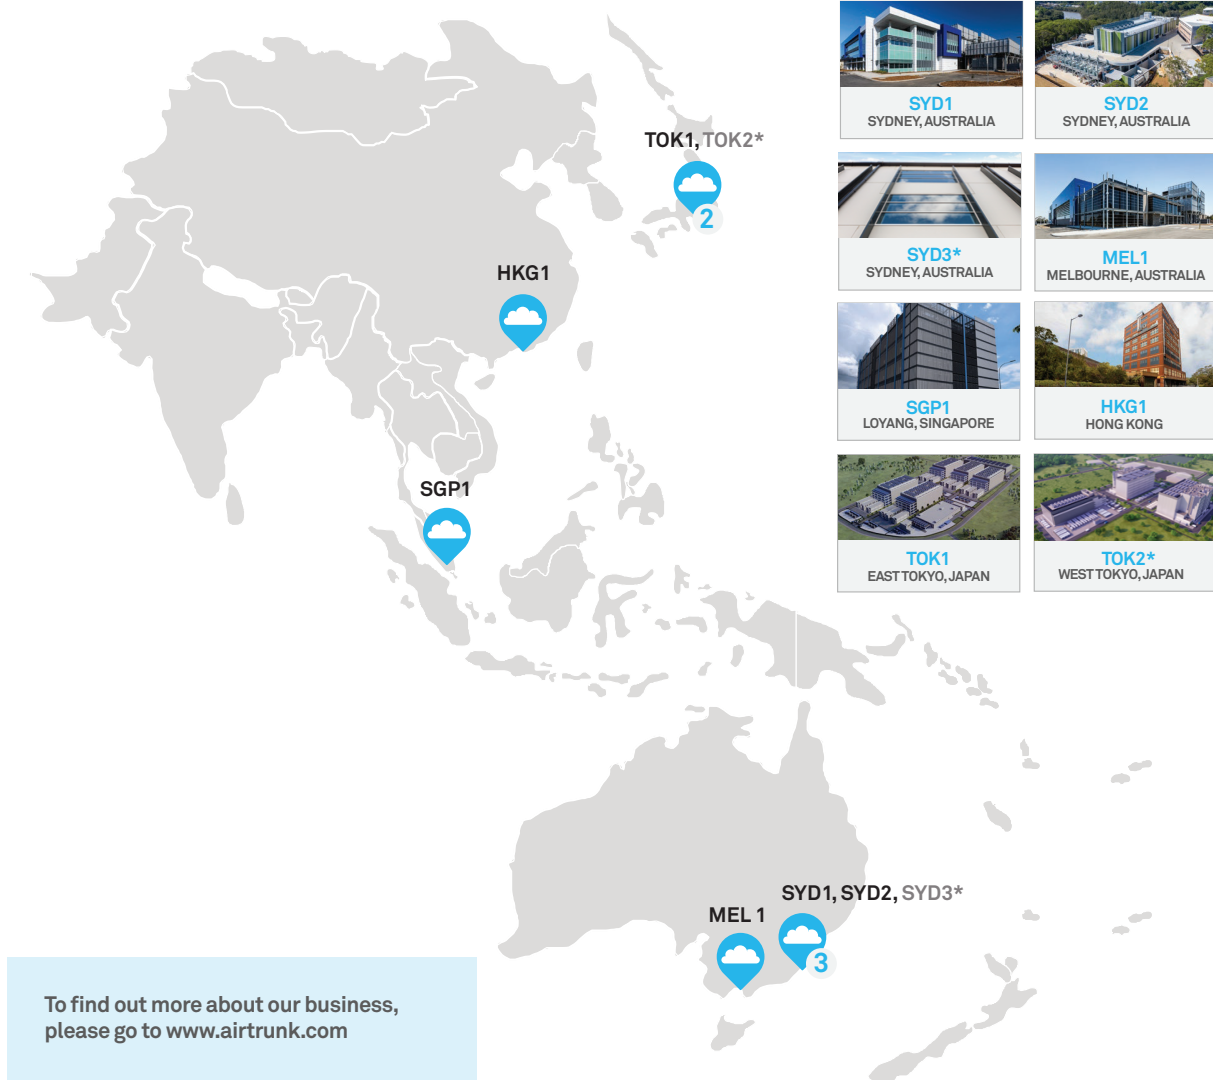 TOK1, TOK2*
2
HKG1
SGP1
SYD1, SYD2, SYD3*
MEL 1
3
SYD1
SYDNEY, AUSTRALIA
SYD2
SYDNEY, AUSTRALIA
SYD3*
SYDNEY, AUSTRALIA
MEL1
MELBOURNE, AUSTRALIA
SGP1
LOYANG, SINGAPORE
HKG1
HONG KONG
TOK1
EAST TOKYO, JAPAN
TOK2*
WEST TOKYO, JAPAN
To find out more about our business,
please go to www.airtrunk.com